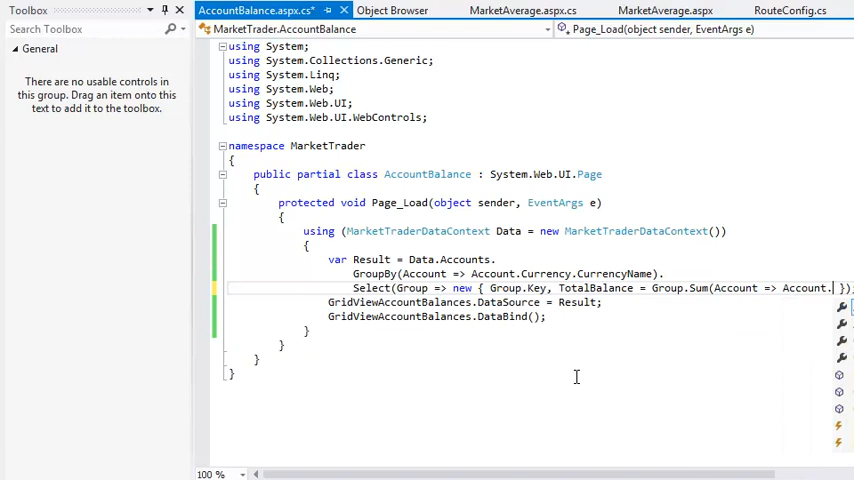 Toolbox
AccountBalance.aspx.cs*
Object Browser
MarketAverage.aspx.cs
MarketAverage.aspx
RouteConfig.cs
Search Toolbox
MarketTrader.AccountBalance
Page_Load(object sender, EventArgs e)
General
There are no usable controls in
this group. Drag an item onto this
text to add it to the toolbox.
using System;
using System.Collections.Generic;
using System.Linq;
using System.Web;
using System.Web.UI;
using System.Web.UI.WebControls;
namespace MarketTrader
{
public partial class AccountBalance : System.Web.UI.Page
{
protected void Page_Load(object sender, EventArgs e)
{
using (MarketTraderDataContext Data = new MarketTraderDataContext())
{
var Result = Data.Accounts.
GroupBy(Account => Account.Currency.CurrencyName).
Select(Group => new { Group.Key, TotalBalance = Group.Sum(Account => Account. });
GridViewAccountBalances.DataSource = Result;
GridViewAccountBalances.DataBind();
}
}
}
}
100 %